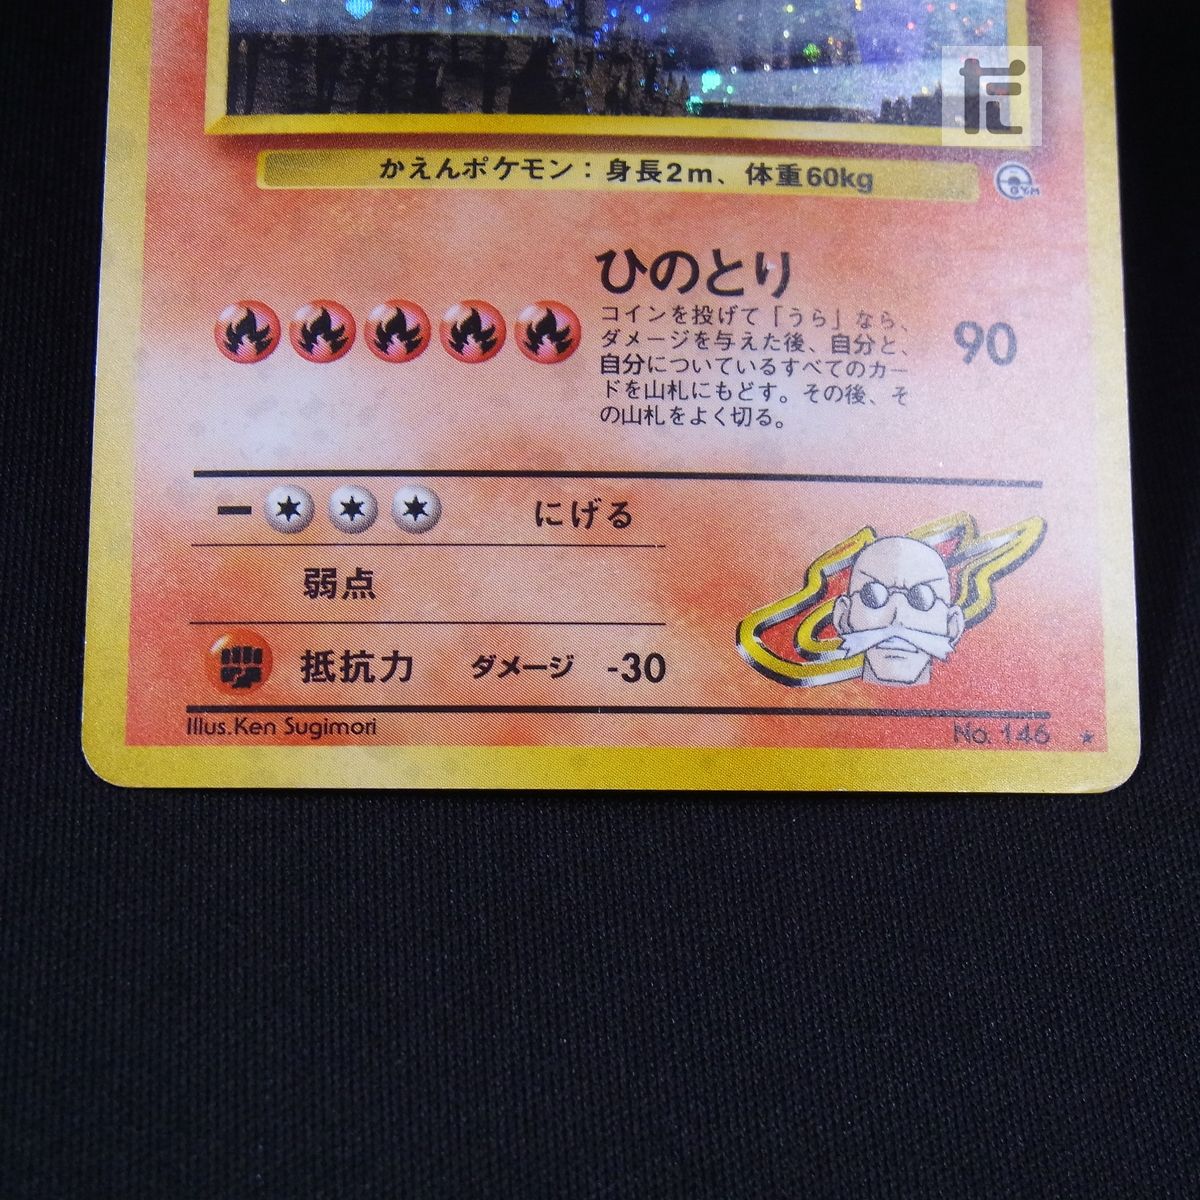 た
かえんポケモン：身長2m、体重60kg
GYM
ひのとり
コインを投げて「うら」なら、
ダメージを与えた後、自分と、
自分についているすべてのカー
ドを山札にもどす。その後、そ
の山札をよく切る。
90
にげる
弱点
抵抗力 ダメージ -30
Illus.Ken Sugimori
No. 146 ★